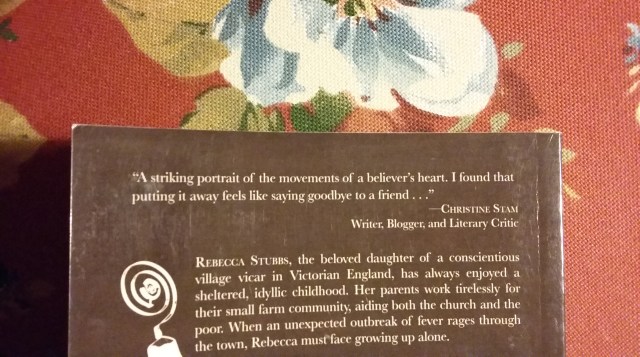 “A striking portrait of the movements of a believer’s heart. I found that
putting it away feels like saying goodbye to a friend . . .”
—Christine Stam
Writer, Blogger, and Literary Critic
Rebecca Stubbs, the beloved daughter of a conscientious
village vicar in Victorian England, has always enjoyed a
sheltered, idyllic childhood. Her parents work tirelessly for
their small farm community, aiding both the church and the
poor. When an unexpected outbreak of fever rages through
the town, Rebecca must face growing up alone.